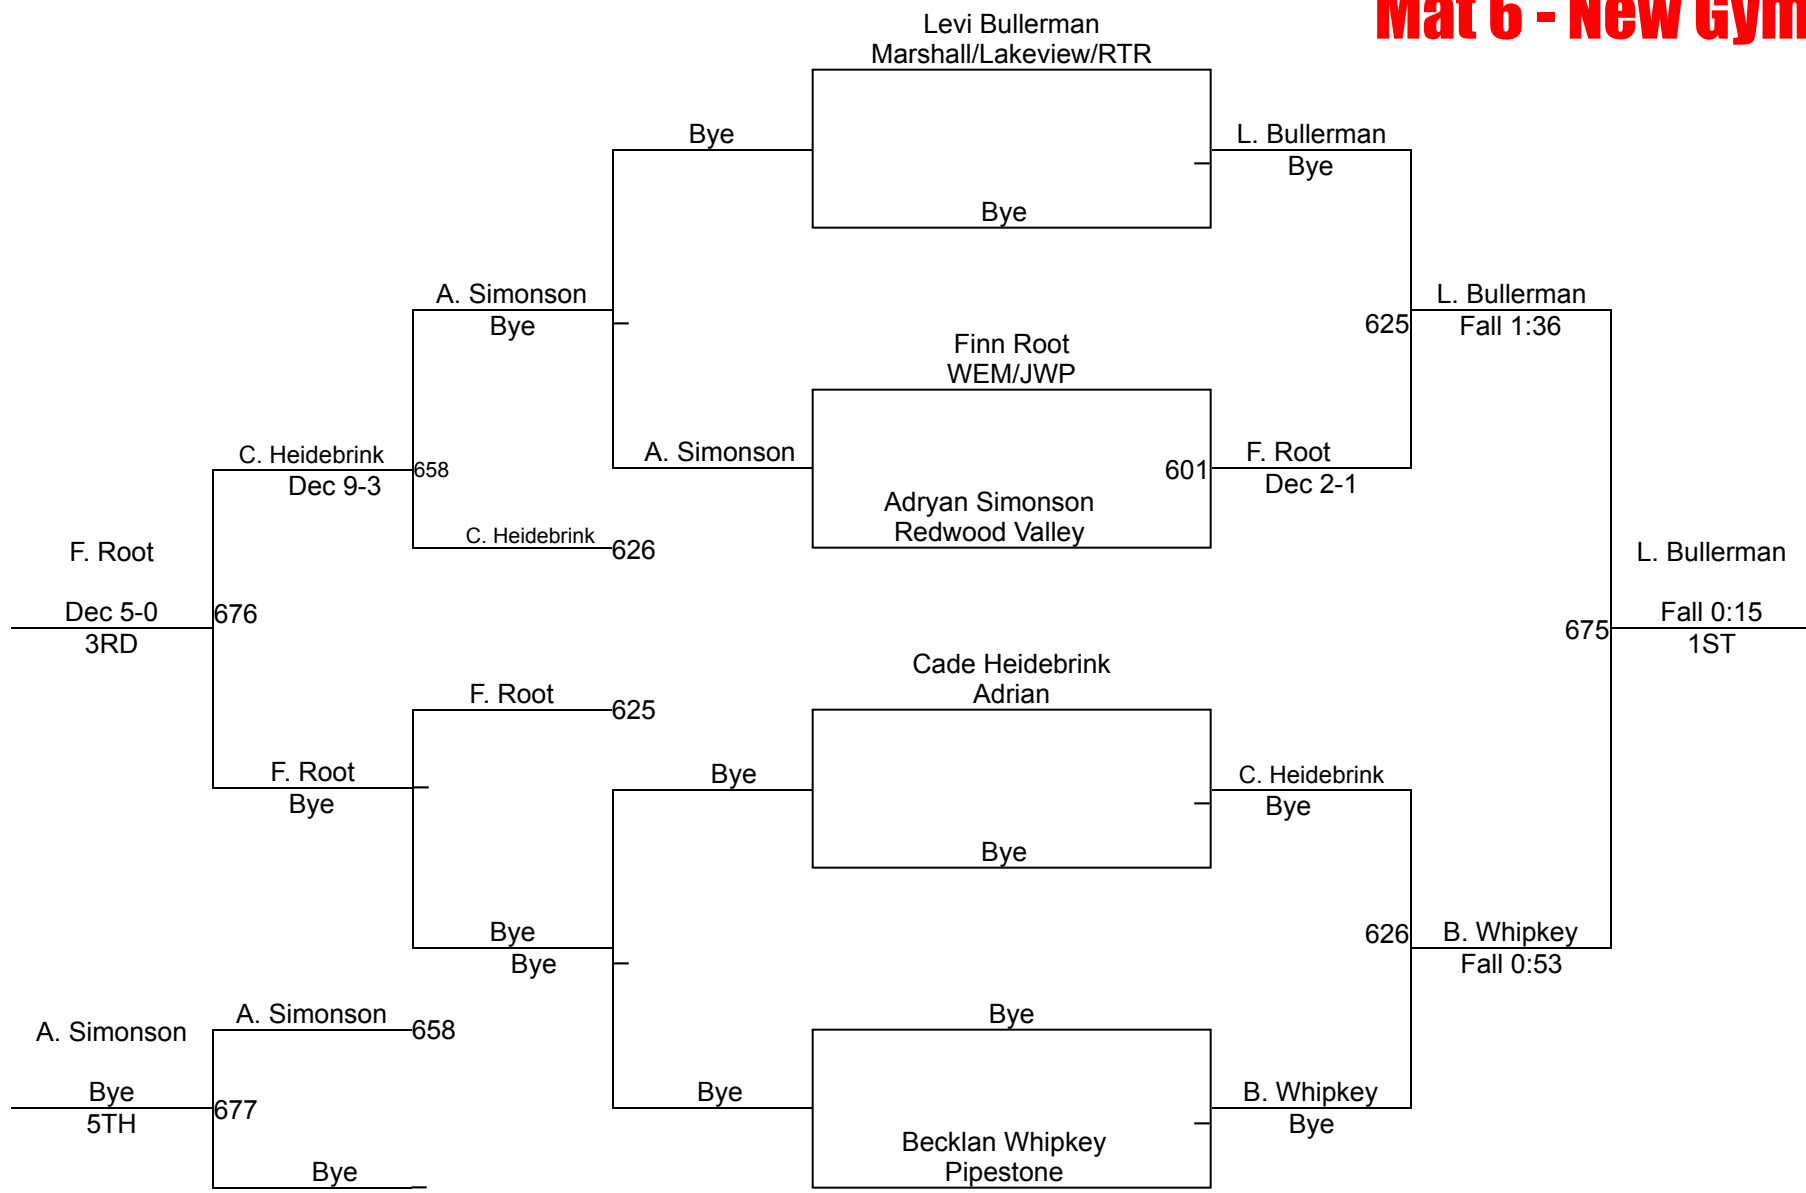 Mat 6 - New Gym
Levi Bullerman
Marshall/Lakeview/RTR
Bye
L. Bullerman
Bye
Bye
A. Simonson
Bye
L. Bullerman
Fall 1:36
625
Finn Root
WEM/JWP
A. Simonson
601
F. Root
Dec 2-1
Adryan Simonson
Redwood Valley
C. Heidebrink
Dec 9-3
658
C. Heidebrink
626
F. Root
Dec 5-0
3RD
676
L. Bullerman
Fall 0:15
1ST
675
Cade Heidebrink
Adrian
F. Root
625
F. Root
Bye
Bye
C. Heidebrink
Bye
Bye
Bye
Bye
626
B. Whipkey
Fall 0:53
A. Simonson
Bye
5TH
A. Simonson
658
677
Bye
Bye
Bye
B. Whipkey
Bye
Becklan Whipkey
Pipestone